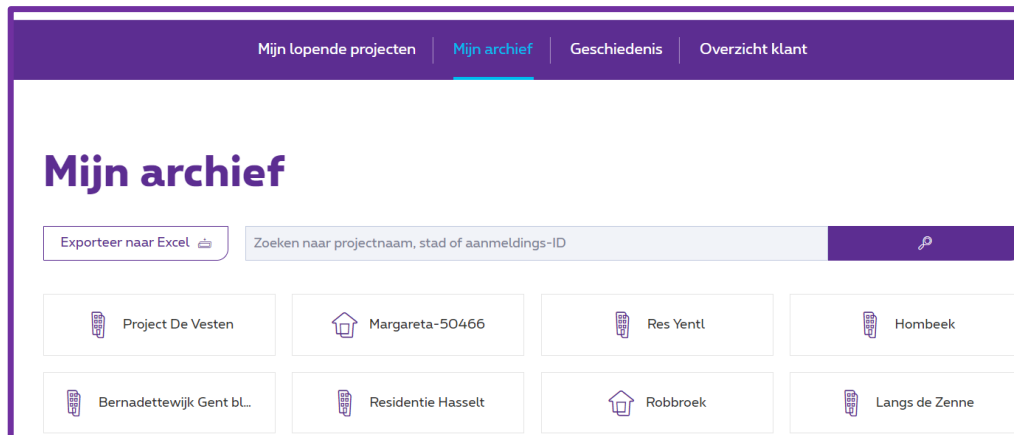 Mijn lopende projecten Mijn archief Geschiedenis Overzicht klant
Mijn archief
Exporteer naar Excel Zoeken naar projectnaam, stad of aanmeldings-ID
Project De Vesten Margareta-50466 Res Yentl Hombeek
Bernadettewijk Gent bl... Residentie Hasselt Robbroek Langs de Zenne